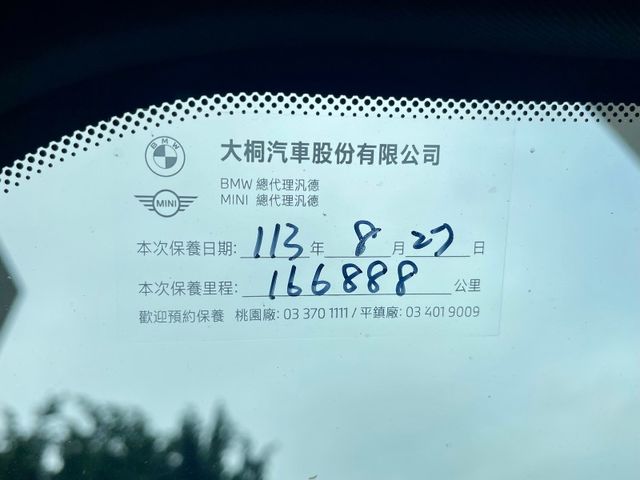 BMW
大桐汽車股份有限公司
BMW 總代理汎德
MINI
MINI 總代理汎德
本次保養日期: 113 年 8 月 27 日
本次保養里程: 166888 公里
歡迎預約保養 桃園廠: 03 370 1111 / 平鎮廠: 03 401 9009